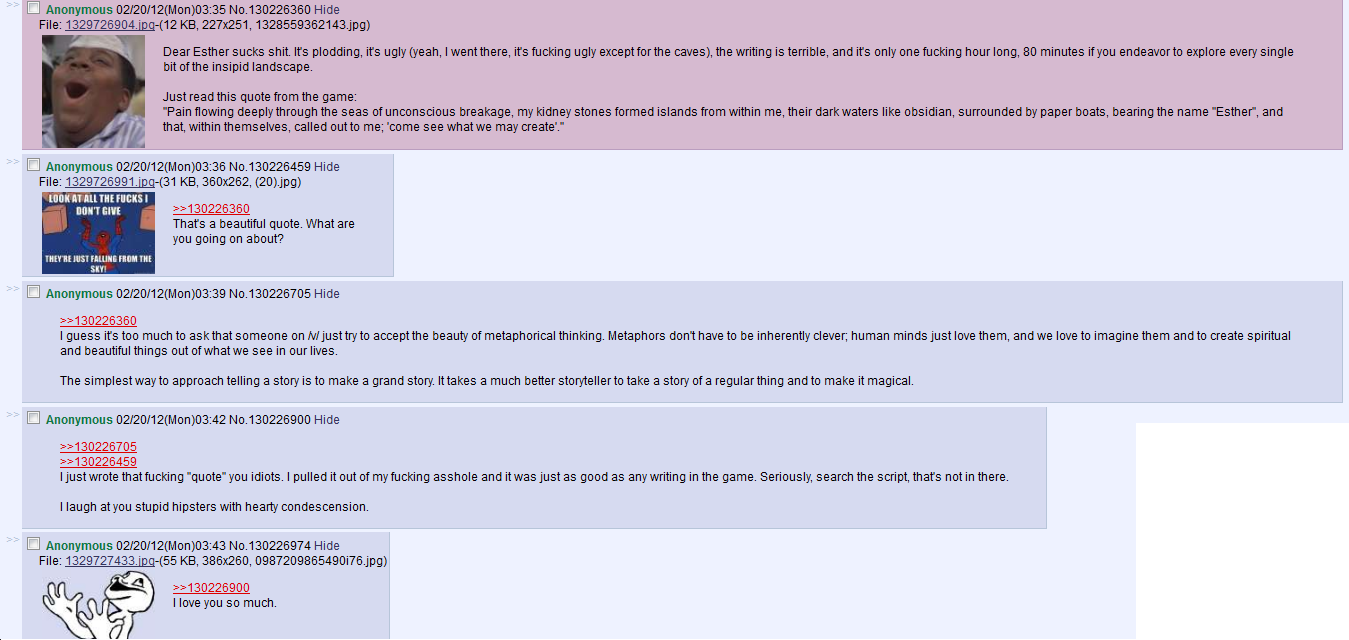 >> Anonymous 02/20/12(Mon)03:35 No.130226360 Hide
File: 1329726904.jpg-(12 KB, 227x251, 1328559362143.jpg)
Dear Esther sucks shit. It's plodding, it's ugly (yeah, I went there, it's fucking ugly except for the caves), the writing is terrible, and it's only one fucking hour long, 80 minutes if you endeavor to explore every single
bit of the insipid landscape.
Just read this quote from the game:
"Pain flowing deeply through the seas of unconscious breakage, my kidney stones formed islands from within me, their dark waters like obsidian, surrounded by paper boats, bearing the name "Esther", and
that, within themselves, called out to me; 'come see what we may create'."
>> Anonymous 02/20/12(Mon)03:36 No.130226459 Hide
File: 1329726991.jpg-(31 KB, 360x262, (20).jpg)
LOOK AT ALL THE FUCKS I
DON'T GIVE
THEY'RE JUST FALLING FROM THE
SKY!
>>130226360
That's a beautiful quote. What are
you going on about?
>> Anonymous 02/20/12(Mon)03:39 No.130226705 Hide
>>130226360
I guess it's too much to ask that someone on /v/ just try to accept the beauty of metaphorical thinking. Metaphors don't have to be inherently clever; human minds just love them, and we love to imagine them and to create spiritual
and beautiful things out of what we see in our lives.
The simplest way to approach telling a story is to make a grand story. It takes a much better storyteller to take a story of a regular thing and to make it magical.
>> Anonymous 02/20/12(Mon)03:42 No.130226900 Hide
>>130226705
>>130226459
I just wrote that fucking "quote" you idiots. I pulled it out of my fucking asshole and it was just as good as any writing in the game. Seriously, search the script, that's not in there.
I laugh at you stupid hipsters with hearty condescension.
>> Anonymous 02/20/12(Mon)03:43 No.130226974 Hide
File: 1329727433.jpg-(55 KB, 386x260, 0987209865490i76.jpg)
>>130226900
I love you so much.